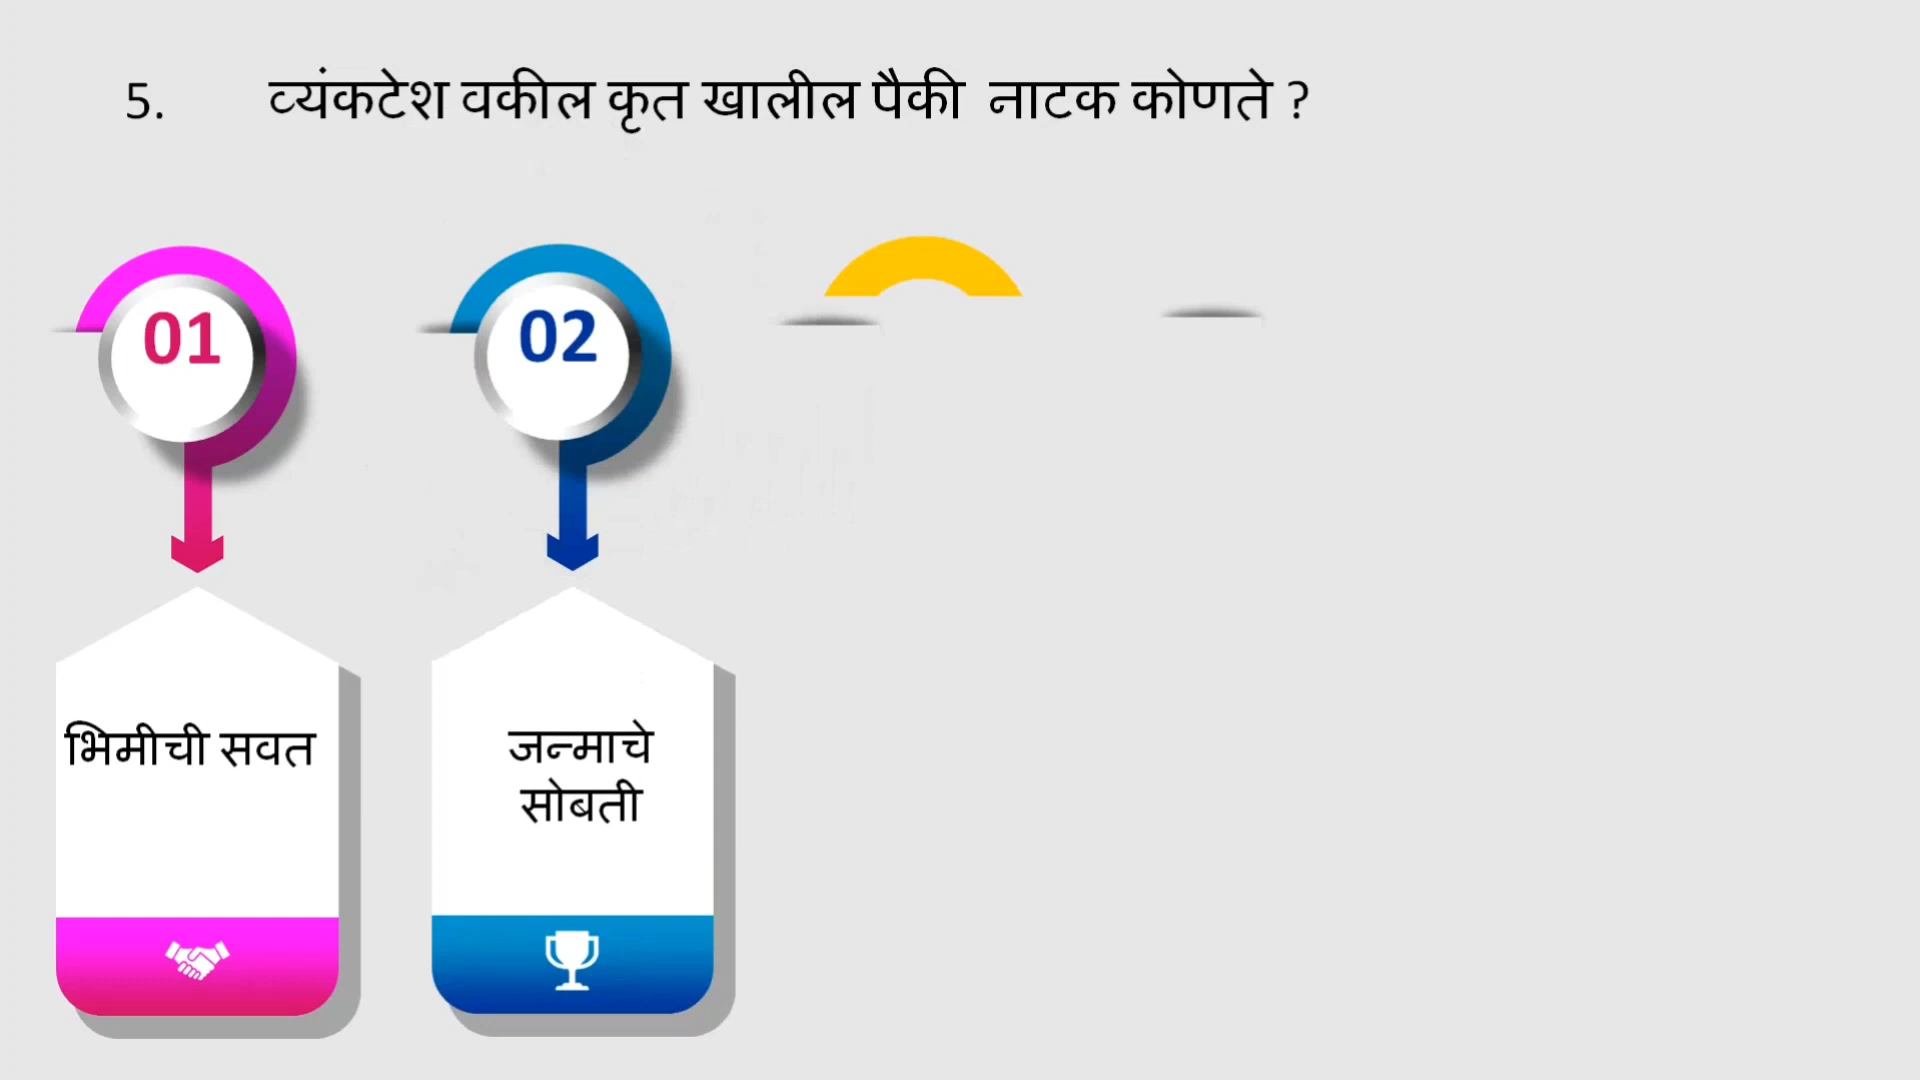 5. व्यंकटेश वकील कृत खालील पैकी नाटक कोणते ?
01
02
भिमीची सवत
जन्माचे
सोबती